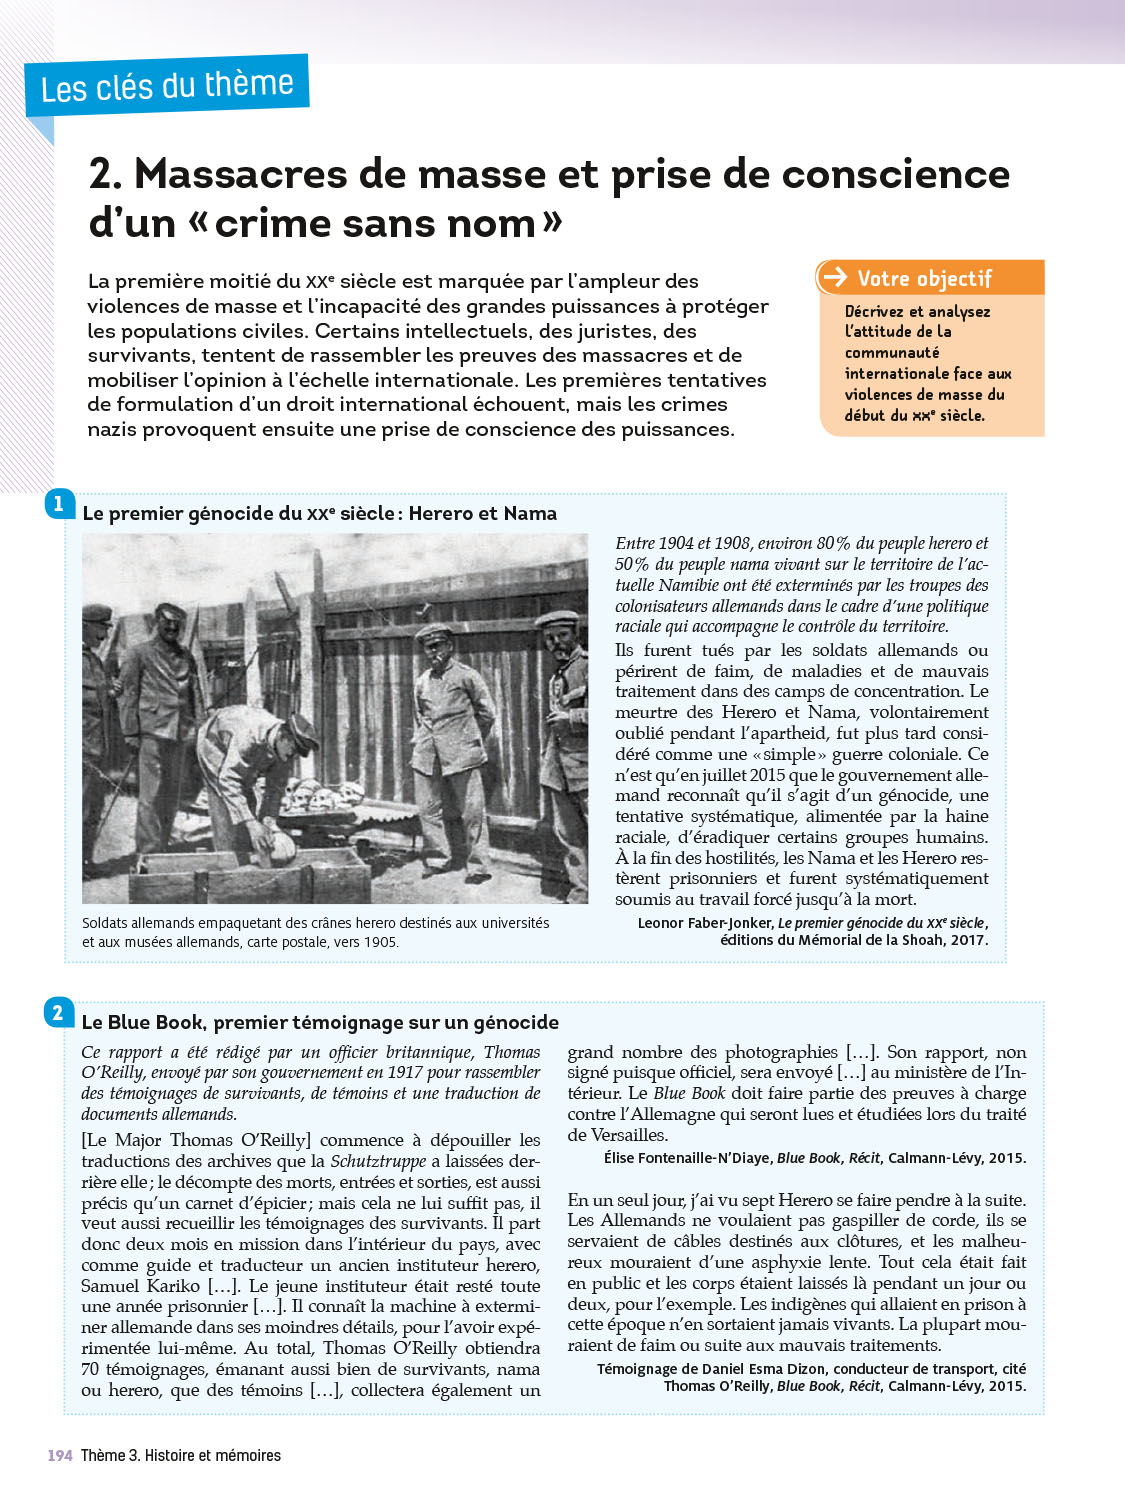 Les clés du thème
2. Massacres de masse et prise de conscience
d'un « crime sans nom »
La première moitié du XXe siècle est marquée par l'ampleur des
violences de masse et l'incapacité des grandes puissances à protéger
les populations civiles. Certains intellectuels, des juristes, des
survivants, tentent de rassembler les preuves des massacres et de
mobiliser l'opinion à l'échelle internationale. Les premières tentatives
de formulation d'un droit international échouent, mais les crimes
nazis provoquent ensuite une prise de conscience des puissances.
Votre objectif
Décrivez et analysez
l'attitude de la
communauté
internationale face aux
violences de masse du
début du XXe siècle.
1
Le premier génocide du XXe siècle : Herero et Nama
Soldats allemands empaquetant des crânes herero destinés aux universités
et aux musées allemands, carte postale, vers 1905.
Entre 1904 et 1908, environ 80 % du peuple herero et
50 % du peuple nama vivant sur le territoire de l'ac-
tuelle Namibie ont été exterminés par les troupes des
colonisateurs allemands dans le cadre d'une politique
raciale qui accompagne le contrôle du territoire.
Ils furent tués par les soldats allemands ou
périrent de faim, de maladies et de mauvais
traitement dans des camps de concentration. Le
meurtre des Herero et Nama, volontairement
oublié pendant l'apartheid, fut plus tard consi-
déré comme une « simple » guerre coloniale. Ce
n'est qu'en juillet 2015 que le gouvernement alle-
mand reconnaît qu'il s'agit d'un génocide, une
tentative systématique, alimentée par la haine
raciale, d'éradiquer certains groupes humains.
À la fin des hostilités, les Nama et les Herero res-
tèrent prisonniers et furent systématiquement
soumis au travail forcé jusqu'à la mort.
Leonor Faber-Jonker, Le premier génocide du XXe siècle,
éditions du Mémorial de la Shoah, 2017.
2
Le Blue Book, premier témoignage sur un génocide
Ce rapport a été rédigé par un officier britannique, Thomas
O'Reilly, envoyé par son gouvernement en 1917 pour rassembler
des témoignages de survivants, de témoins et une traduction de
documents allemands.
[Le Major Thomas O'Reilly] commence à dépouiller les
traductions des archives que la Schutztruppe a laissées der-
rière elle ; le décompte des morts, entrées et sorties, est aussi
précis qu'un carnet d'épicier ; mais cela ne lui suffit pas, il
veut aussi recueillir les témoignages des survivants. Il part
donc deux mois en mission dans l'intérieur du pays, avec
comme guide et traducteur un ancien instituteur herero,
Samuel Kariko […]. Le jeune instituteur était resté toute
une année prisonnier […]. Il connaît la machine à extermi-
ner allemande dans ses moindres détails, pour l'avoir expé-
rimentée lui-même. Au total, Thomas O'Reilly obtiendra
70 témoignages, émanant aussi bien de survivants, nama
ou herero, que des témoins […], collectera également un
grand nombre des photographies […]. Son rapport, non
signé puisque officiel, sera envoyé […] au ministère de l'In-
térieur. Le Blue Book doit faire partie des preuves à charge
contre l'Allemagne qui seront lues et étudiées lors du traité
de Versailles.
Élise Fontenaille-N'Diaye, Blue Book, Récit, Calmann-Lévy, 2015.
En un seul jour, j'ai vu sept Herero se faire pendre à la suite.
Les Allemands ne voulaient pas gaspiller de corde, ils se
servaient de câbles destinés aux clôtures, et les malheu-
reux mouraient d'une asphyxie lente. Tout cela était fait
en public et les corps étaient laissés là pendant un jour ou
deux, pour l'exemple. Les indigènes qui allaient en prison à
cette époque n'en sortaient jamais vivants. La plupart mou-
raient de faim ou suite aux mauvais traitements.
Témoignage de Daniel Esma Dizon, conducteur de transport, cité
Thomas O'Reilly, Blue Book, Récit, Calmann-Lévy, 2015.
194 Thème 3. Histoire et mémoires